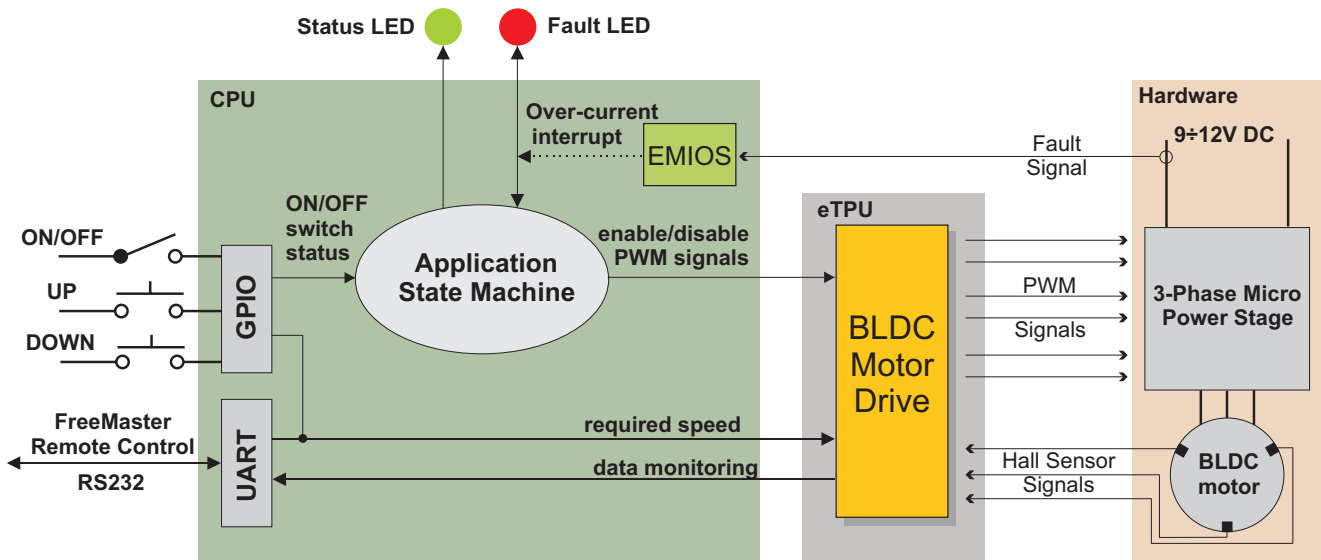 Status LED
Fault LED
CPU
Over-current
interrupt
EMIOS
Fault
Signal
Hardware
9÷12V DC
eTPU
ON/OFF
UP
DOWN
GPIO
ON/OFF
switch
status
Application
State Machine
enable/disable
PWM signals
BLDC
Motor
Drive
PWM
Signals
3-Phase Micro
Power Stage
FreeMaster
Remote Control
RS232
UART
required speed
data monitoring
Hall Sensor
Signals
BLDC
motor